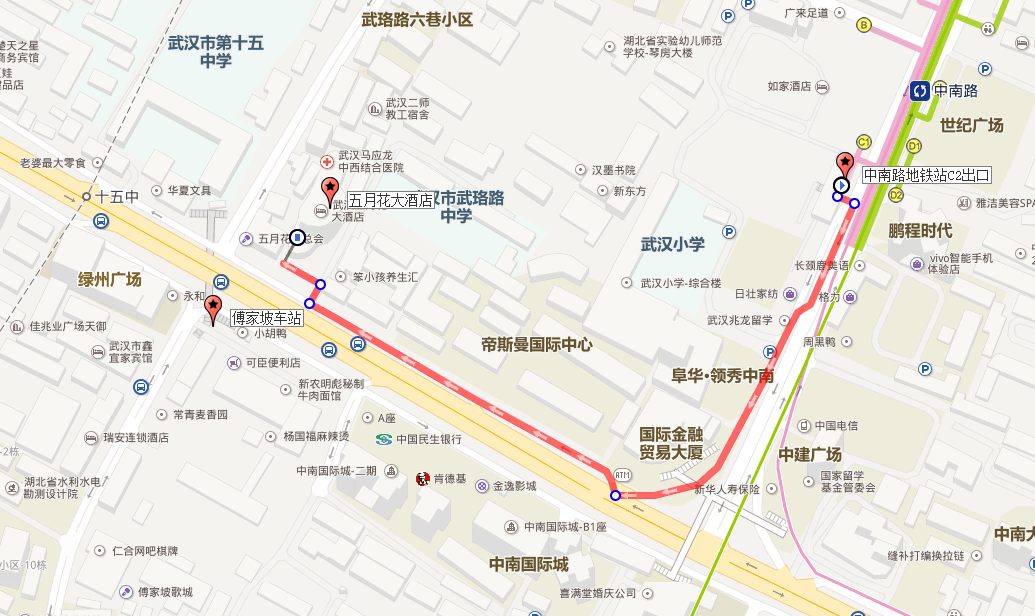 武珞路六巷小区
广来足道
B
武汉市第十五
中学
湖北省实验幼儿师范
学校-琴房大楼
如家酒店
中南路
世纪广场
武汉二师
教工宿舍
老婆最大零食
武汉马应龙
中西结合医院
C1
D1
汉墨书院
新东方
中南路地铁站C2出口
D2
雅洁美容SPA
十五中
华夏文具
五月花大酒店
大酒店
汉市武珞路
中学
五月花
总会
武汉小学
鹏程时代
vivo智能手机
体验店
绿州广场
笨小孩养生汇
武汉小学-综合楼
长颈鹿美语
日壮家纺
格力
永和
傅家坡车站
小胡鸭
武汉兆龙留学
周黑鸭
佳兆业广场天御
武汉市鑫
宜家宾馆
可臣便利店
帝斯曼国际中心
阜华·领秀中南
新农明彪秘制
牛肉面馆
常青麦香园
A座
中国民生银行
瑞安连锁酒店
杨国福麻辣烫
国际金融
贸易大厦
中国电信
中建广场
中南国际城-二期
肯德基
金逸影城
ATM
新华人寿保险
国家留学
基金管委会
湖北省水利水电
勘测设计院
中南国际城-B1座
仁合网吧棋牌
中南国际城
缝补打编换拉链
小区-10栋
傅家坡歌城
喜满堂婚庆公司